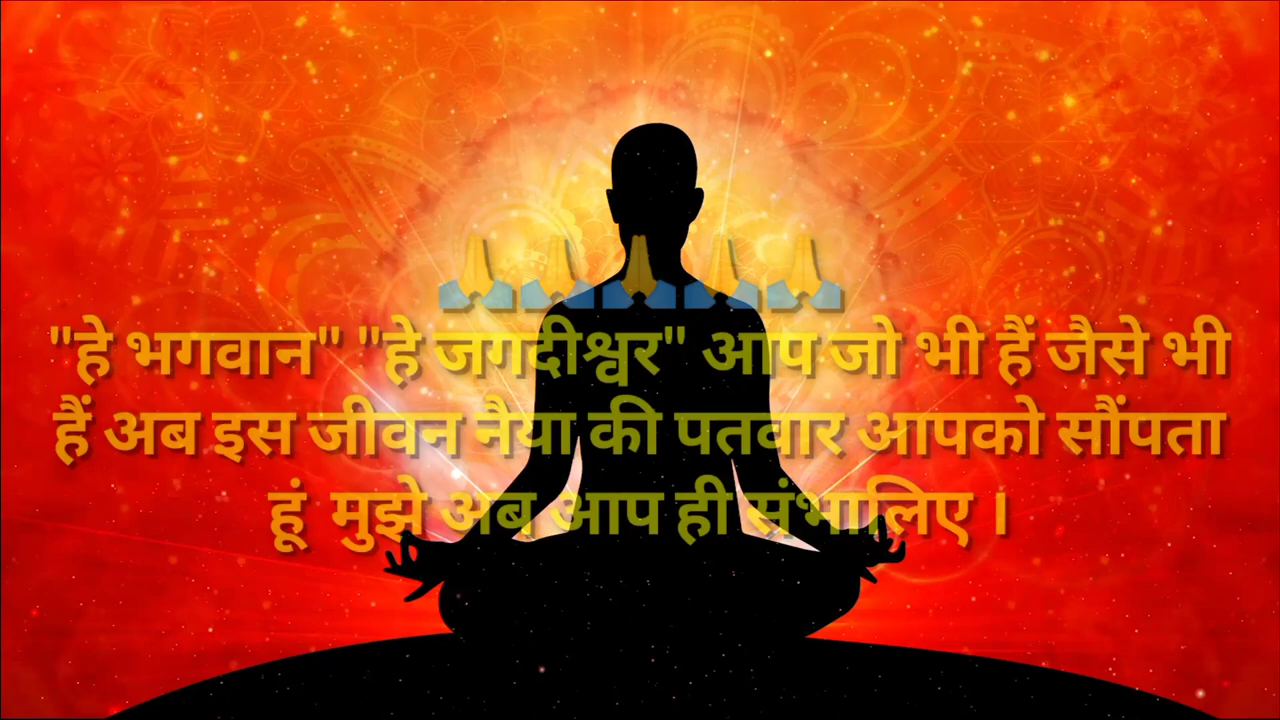 🙏🙏🙏🙏🙏
"हे भगवान" "हे जगदीश्वर" आप जो भी हैं जैसे भी
हैं अब इस जीवन नैया की पतवार आपको सौंपता
हूं मुझे अब आप ही संभालिए ।